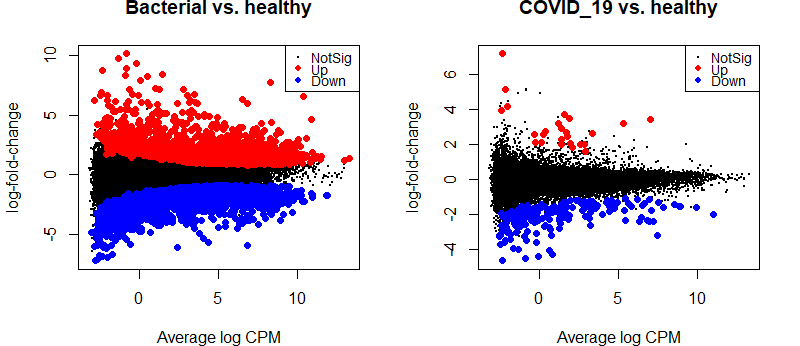 Bacterial vs. healthy
NotSig
Up
Down
log-fold-change
10
5
0
-5
0
5
10
Average log CPM
COVID_19 vs. healthy
NotSig
Up
Down
log-fold-change
6
4
2
0
-2
-4
0
5
10
Average log CPM